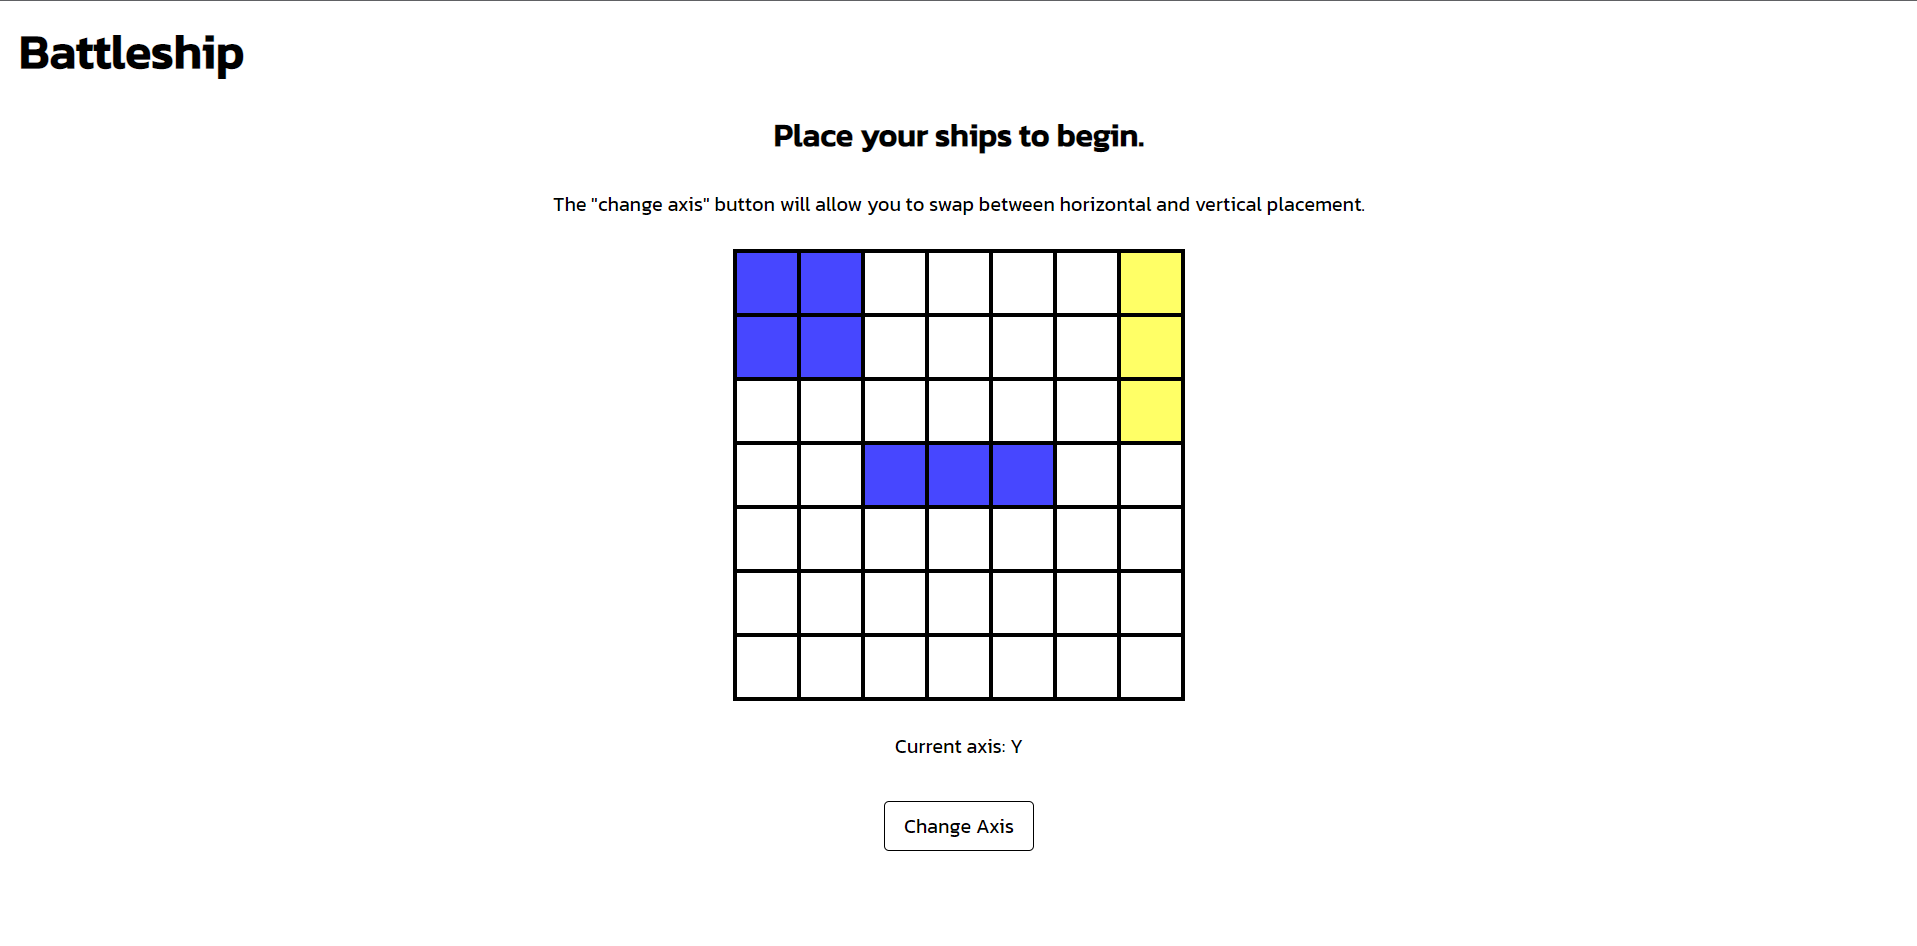 Battleship
Place your ships to begin.
The "change axis" button will allow you to swap between horizontal and vertical placement.
Current axis: Y
Change Axis